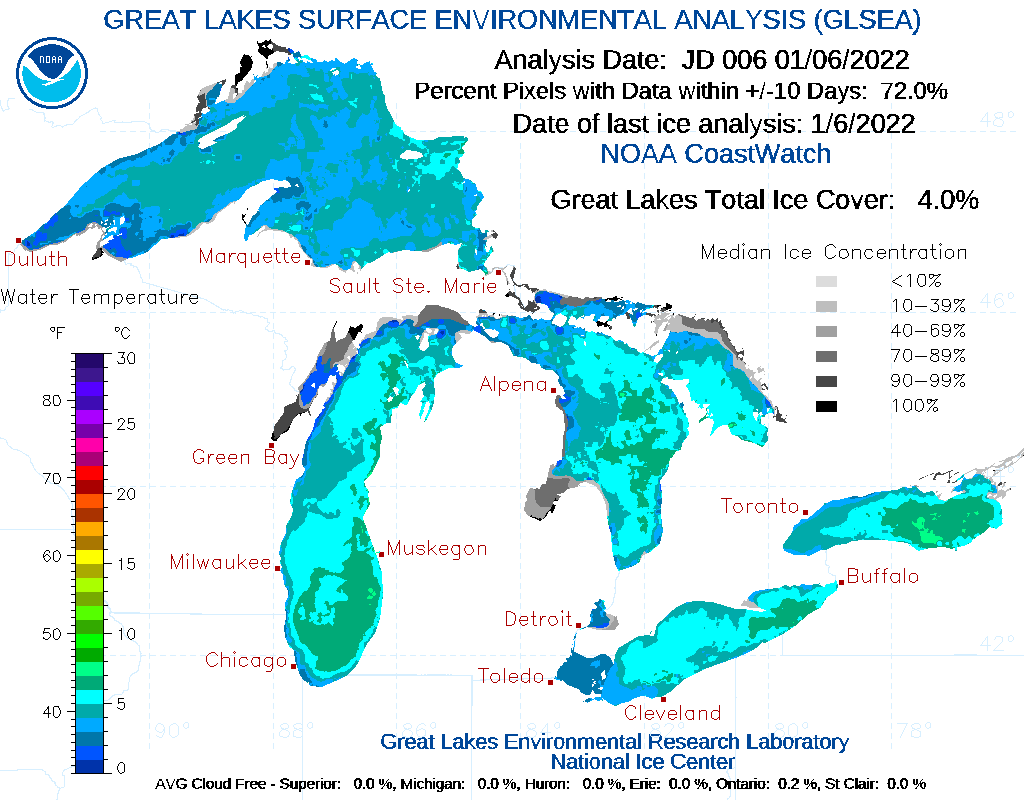 GREAT LAKES SURFACE ENVIRONMENTAL ANALYSIS (GLSEA)
NOAA
Analysis Date: JD 006 01/06/2022
Percent Pixels with Data within +/-10 Days: 72.0%
Date of last ice analysis: 1/6/2022
NOAA CoastWatch
48°
Great Lakes Total Ice Cover: 4.0%
Median Ice Concentration
<10%
10-39%
40-69%
70-89%
90-99%
100%
46°
Duluth
Marquette
Sault Ste. Marie
Water Temperature
°F °C
30
80
25
70
20
60
15
50
10
5
40
0
Alpena
Green Bay
Toronto
Milwaukee
Muskegon
Buffalo
Detroit
Chicago
Toledo
Cleveland
42°
90° 88° 86° 84° 82° 80° 78°
Great Lakes Environmental Research Laboratory
National Ice Center
AVG Cloud Free - Superior: 0.0 %, Michigan: 0.0 %, Huron: 0.0 %, Erie: 0.0 %, Ontario: 0.2 %, St Clair: 0.0 %